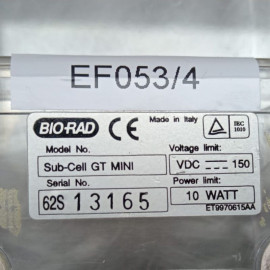 EF053/4
BIO-RAD CE Made in Italy IEC 1010
Model No. Voltage limit:
Sub-Cell GT MINI VDC --- 150
Serial No. Power limit:
62S 13165 10 WATT
ET9970615AA